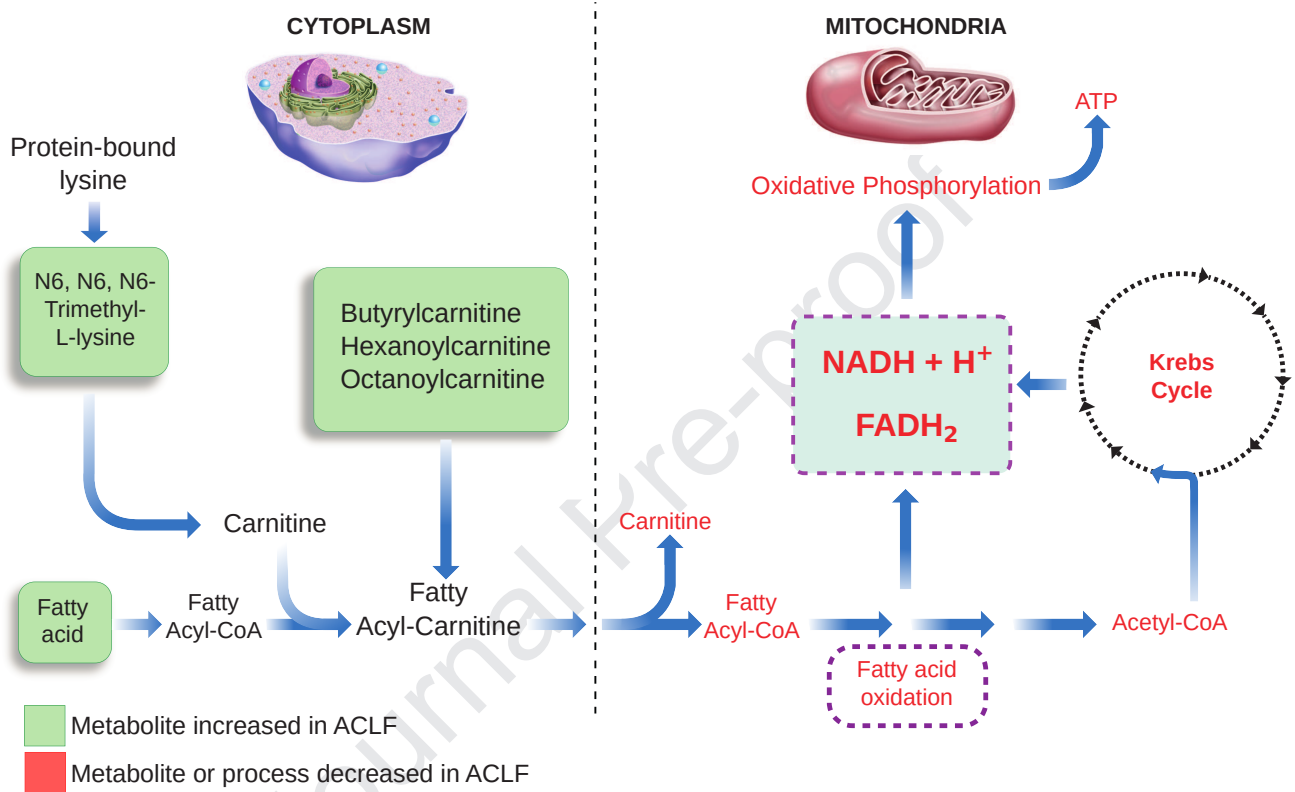 CYTOPLASM
MITOCHONDRIA
Protein-bound
lysine
N6, N6, N6-
Trimethyl-
L-lysine
Butyrylcarnitine
Hexanoylcarnitine
Octanoylcarnitine
Carnitine
Fatty
acid
Fatty
Acyl-CoA
Fatty
Acyl-Carnitine
ATP
Oxidative Phosphorylation
NADH + H⁺
FADH₂
Krebs
Cycle
Carnitine
Fatty
Acyl-CoA
Fatty acid
oxidation
Acetyl-CoA
Metabolite increased in ACLF
Metabolite or process decreased in ACLF
Journal Pre-proof